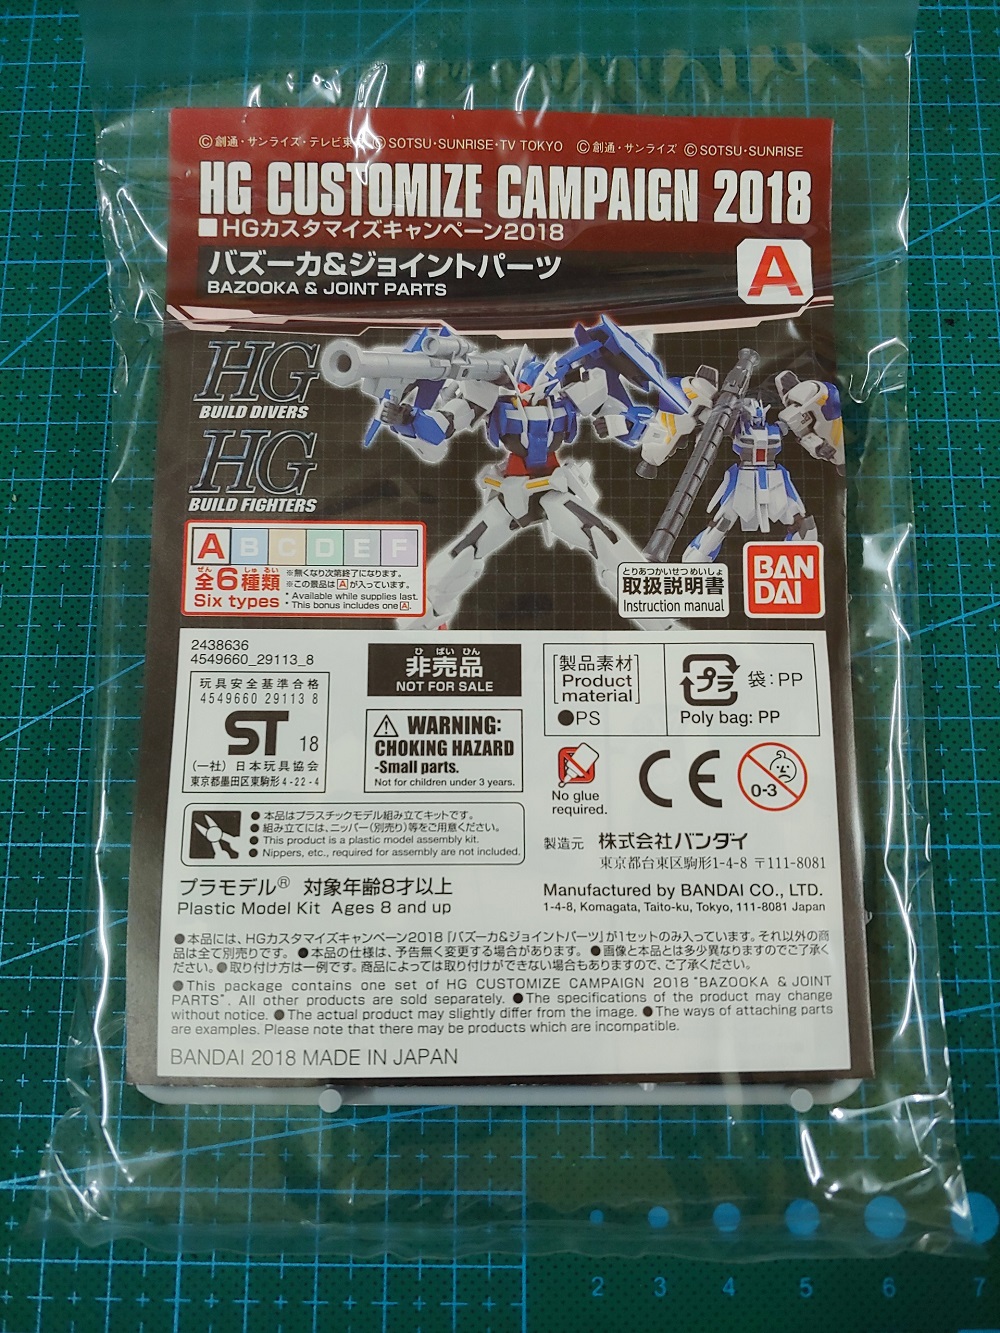 ©創通・サンライズ・テレビ東 ©SOTSU・SUNRISE・TV TOKYO ©創通・サンライズ ©SOTSU・SUNRISE
HG CUSTOMIZE CAMPAIGN 2018
■HGカスタマイズキャンペーン2018
バズーカ&ジョイントパーツ
BAZOOKA & JOINT PARTS
A
HG
BUILD DIVERS
HG
BUILD FIGHTERS
A B C D E F
ぜん しゅ るい
全6種類
Six types
※無くなり次第終了になります。
※この景品はAが入っています。
* Available while supplies last.
* This bonus includes one A.
とりあつかいせつめいしょ
取扱説明書
Instruction manual
BAN
DAI
2438636
4549660_29113_8
玩具安全基準合格
4549660 29113 8
ST 18
(一社)日本玩具協会
東京都墨田区東駒形4-22-4
ひ ばい ひん
非売品
NOT FOR SALE
WARNING:
CHOKING HAZARD
-Small parts.
Not for children under 3 years.
[製品素材]
Product
material
●PS
プラ 袋:PP
Poly bag: PP
No glue
required.
CE
0-3
●本品はプラスチックモデル組み立てキットです。
●組み立てには、ニッパー(別売り)等をご用意ください。
●This product is a plastic model assembly kit.
●Nippers, etc., required for assembly are not included.
製造元 株式会社バンダイ
東京都台東区駒形1-4-8 〒111-8081
プラモデル® 対象年齢8才以上
Plastic Model Kit Ages 8 and up
Manufactured by BANDAI CO., LTD.
1-4-8, Komagata, Taito-ku, Tokyo, 111-8081 Japan
●本品には、HGカスタマイズキャンペーン2018「バズーカ&ジョイントパーツ」が1セットのみ入っています。それ以外の商
品は全て別売りです。●本品の仕様は、予告無く変更する場合があります。●画像と本品とは多少異なりますのでご了承く
ださい。●取り付け方は一例です。商品によっては取り付けができない場合もありますので、ご了承ください。
●This package contains one set of HG CUSTOMIZE CAMPAIGN 2018 "BAZOOKA & JOINT
PARTS". All other products are sold separately. ●The specifications of the product may change
without notice. ●The actual product may slightly differ from the image. ●The ways of attaching parts
are examples. Please note that there may be products which are incompatible.
BANDAI 2018 MADE IN JAPAN
2 3 4 5 6 7